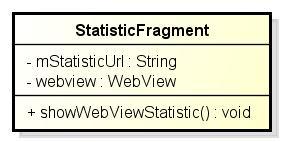 StatisticFragment
- mStatisticUrl : String
- webview : WebView
+ showWebViewStatistic() : void